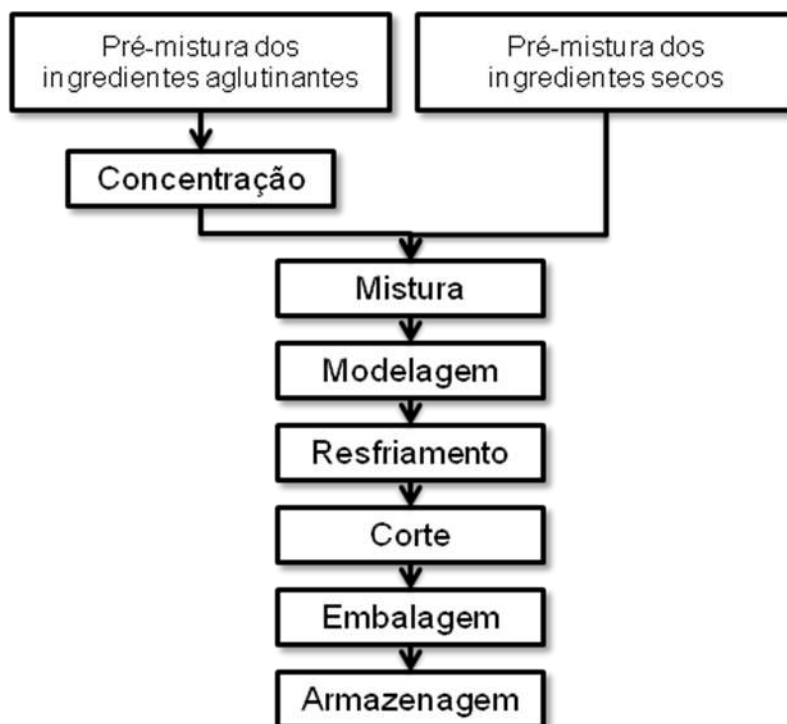 Pré-mistura dos
ingredientes aglutinantes
Pré-mistura dos
ingredientes secos
Concentração
Mistura
Modelagem
Resfriamento
Corte
Embalagem
Armazenagem